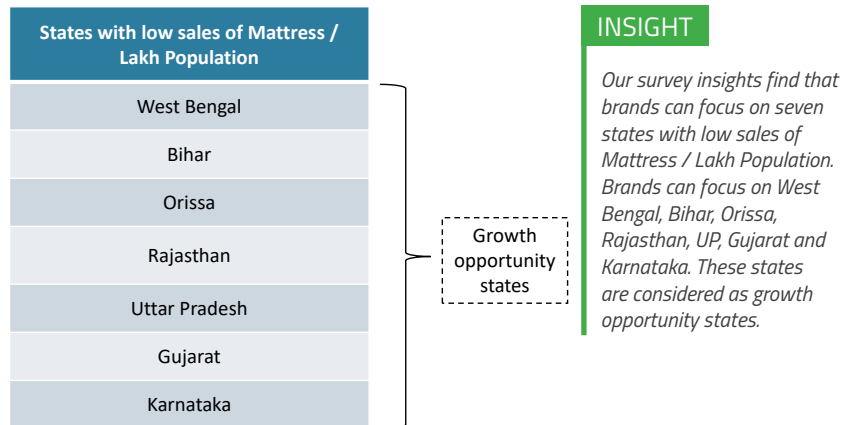 States with low sales of Mattress /
Lakh Population
West Bengal
Bihar
Orissa
Rajasthan
Uttar Pradesh
Gujarat
Karnataka
Growth
opportunity
states
INSIGHT
Our survey insights find that
brands can focus on seven
states with low sales of
Mattress / Lakh Population.
Brands can focus on West
Bengal, Bihar, Orissa,
Rajasthan, UP, Gujarat and
Karnataka. These states
are considered as growth
opportunity states.